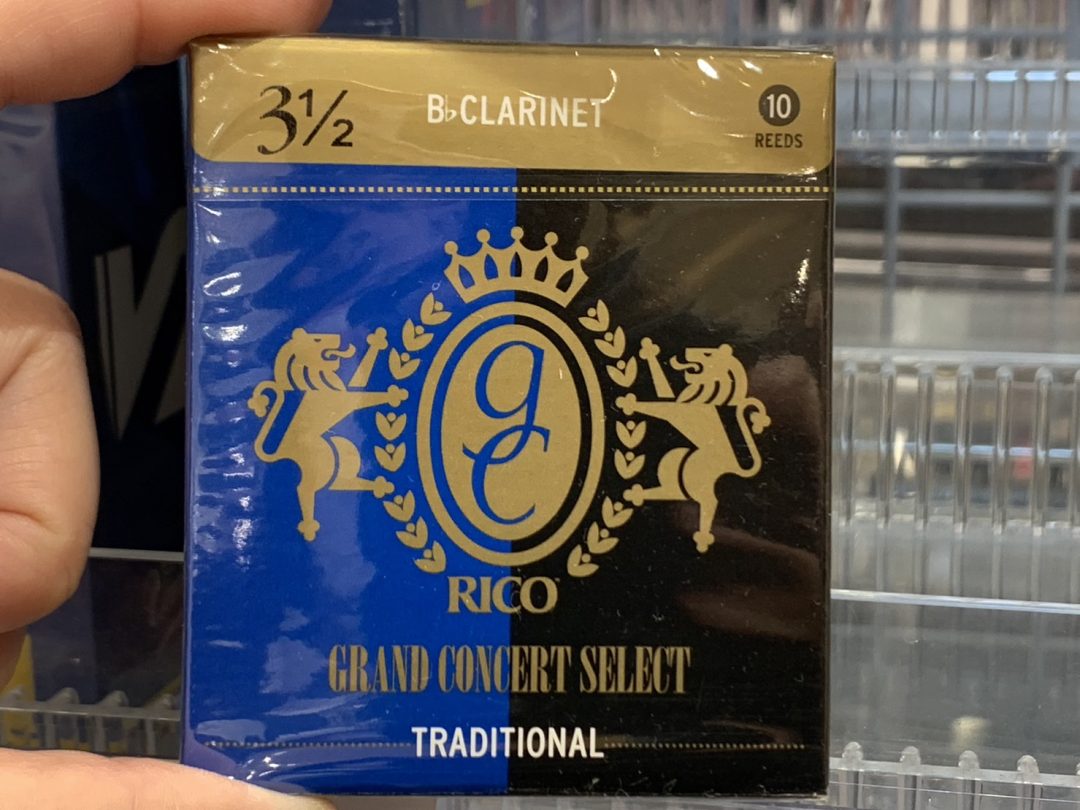 3½
B♭CLARINET
10
REEDS
gc
RICO
GRAND CONCERT SELECT
TRADITIONAL